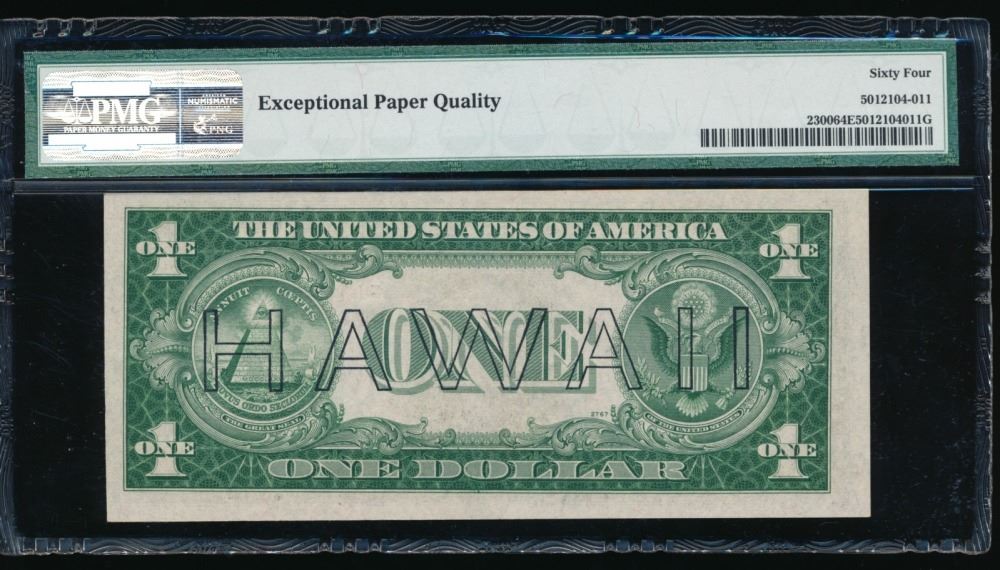 PMG
PAPER MONEY GUARANTY
NUMISMATIC
PNG
Exceptional Paper Quality
Sixty Four
5012104-011
230064E5012104011G
THE UNITED STATES OF AMERICA
ONE 1
ONE 1
ANNUIT CŒPTIS
HAWAII
ONE
NOVUS ORDO SECLORUM
THE GREAT SEAL
OF THE UNITED STATES
2767
ONE 1
ONE 1
ONE DOLLAR